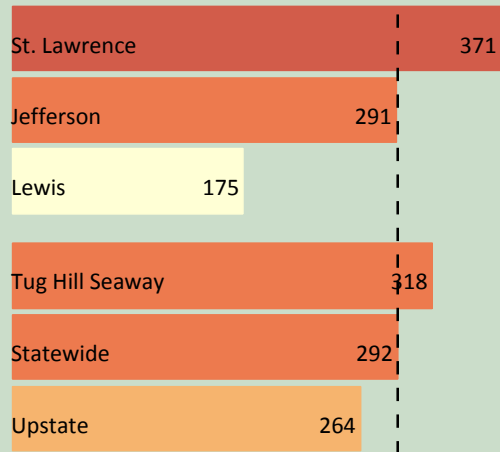 St. Lawrence 371
Jefferson 291
Lewis 175
Tug Hill Seaway 318
Statewide 292
Upstate 264